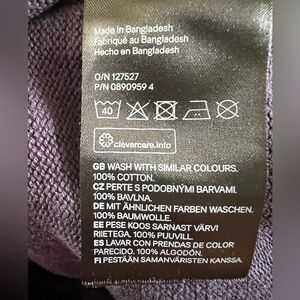 Made in Bangladesh
Fabriqué au Bangladesh
Hecho en Bangladesh
O/N 127527
P/N 0890959 4
40
clevercare.info
GB WASH WITH SIMILAR COLOURS.
100% COTTON.
CZ PERTE S PODOBNÝMI BARVAMI.
100% BAVLNA.
DE MIT ÄHNLICHEN FARBEN WASCHEN.
100% BAUMWOLLE.
EE PESE KOOS SARNAST VÄRVI
RIIETEGA. 100% PUUVILL.
ES LAVAR CON PRENDAS DE COLOR
PARECIDO. 100% ALGODÓN.
FI PESTÄÄN SAMANVÄRISTEN KANSSA.